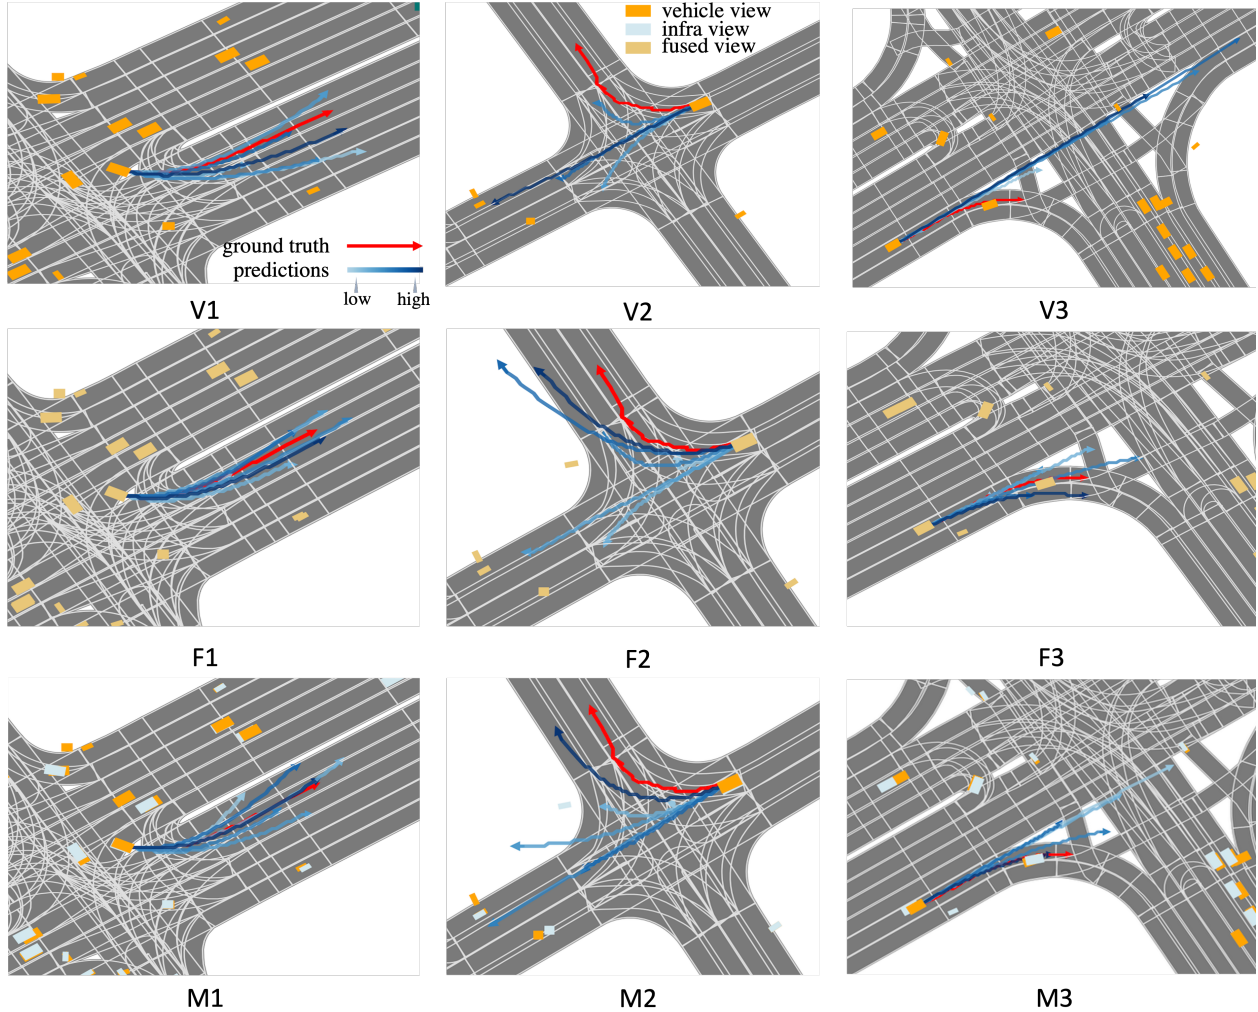 vehicle view
infra view
fused view
ground truth
predictions
low high
V1 V2 V3
F1 F2 F3
M1 M2 M3